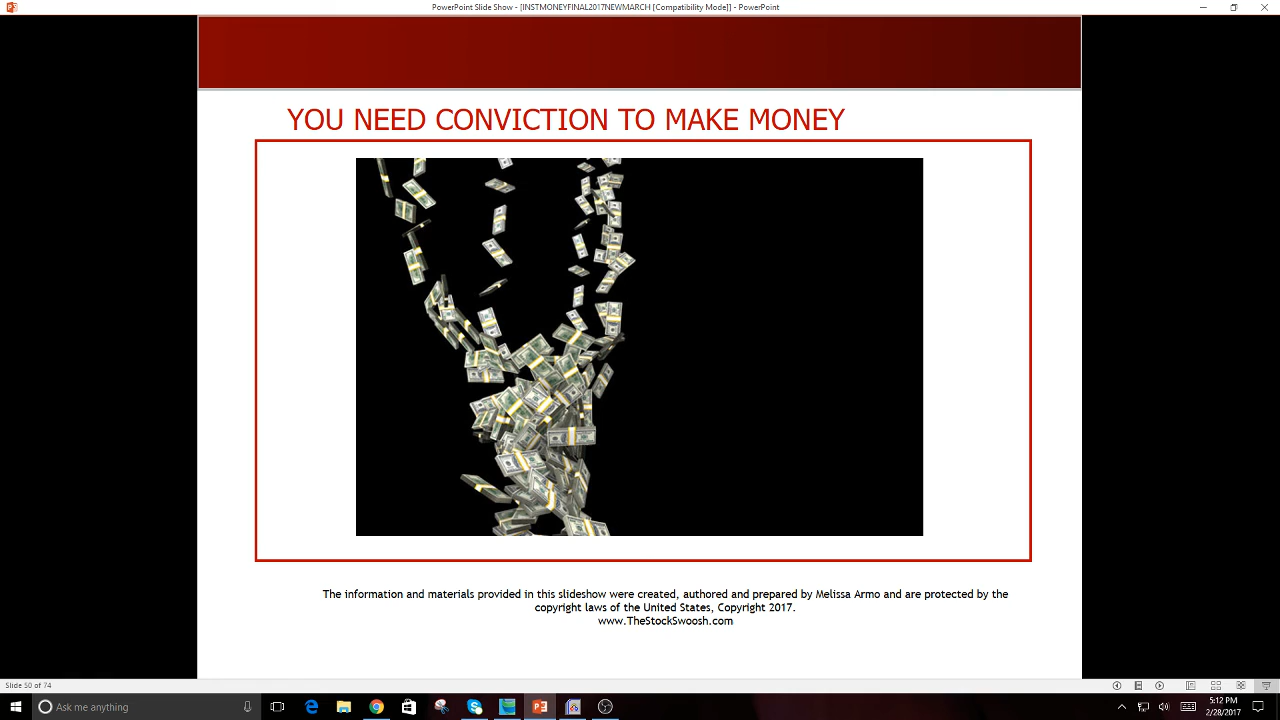 PowerPoint Slide Show - [INSTMONEYFINAL2017NEWMARCH [Compatibility Mode]] - PowerPoint
YOU NEED CONVICTION TO MAKE MONEY
The information and materials provided in this slideshow were created, authored and prepared by Melissa Armo and are protected by the
copyright laws of the United States, Copyright 2017.
www.TheStockSwoosh.com
Slide 50 of 74
Ask me anything
5:12 PM
2/28/2017